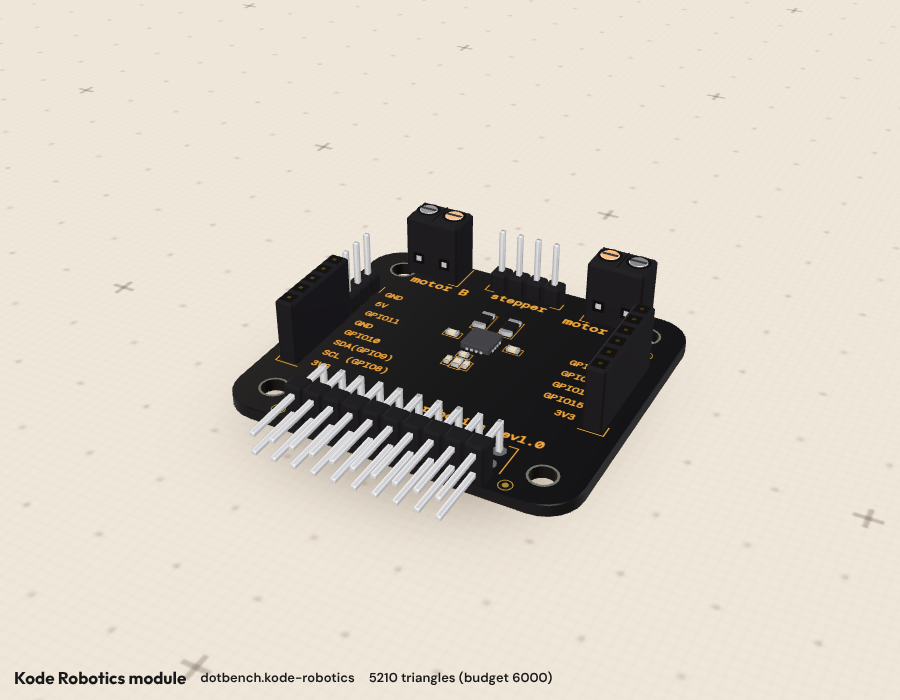 motor B
stepper
motor
GND
5V
GPIO11
GND
GPIO10
SDA(GPIO9)
SCL (GPIO8)
GPIO15
3V3
ev1.0
Kode Robotics module dotbench.kode-robotics 5210 triangles (budget 6000)